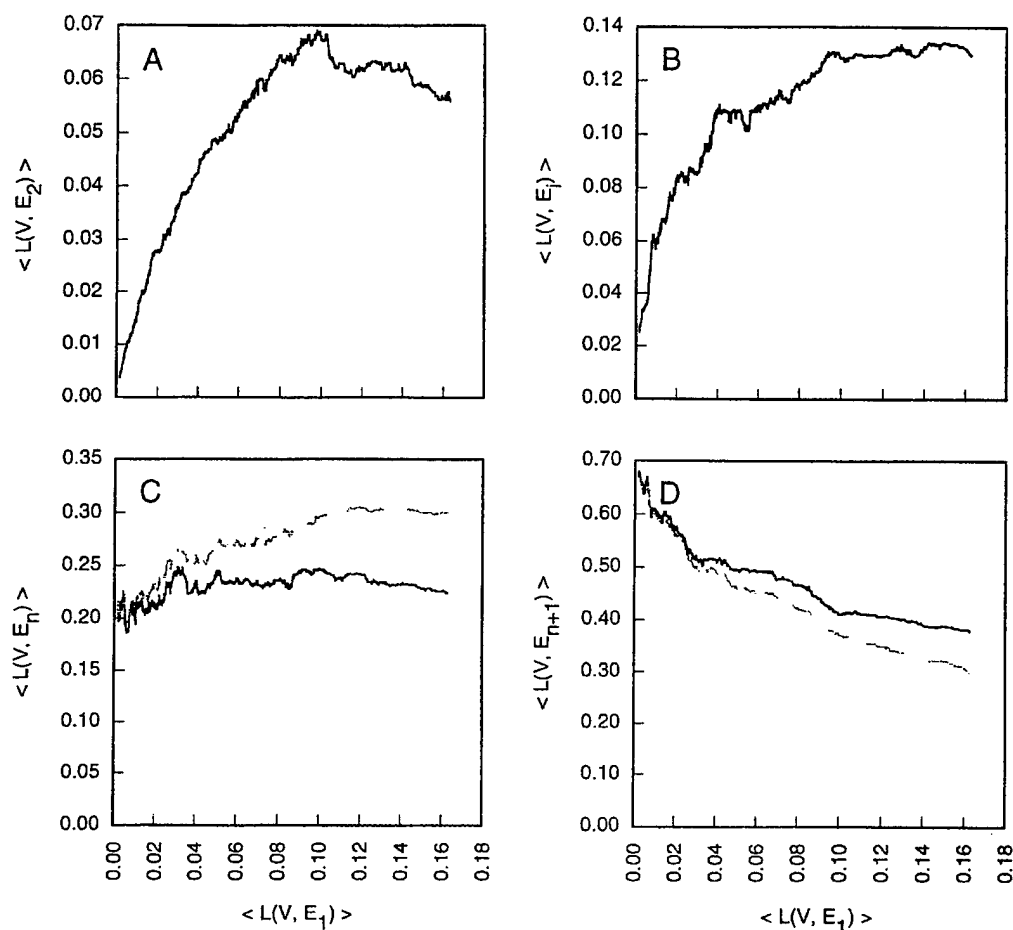 A
0.07
0.06
0.05
0.04
0.03
0.02
0.01
0.00
< L(V, E2) >
B
0.14
0.12
0.10
0.08
0.06
0.04
0.02
0.00
< L(V, Ej) >
C
0.35
0.30
0.25
0.20
0.15
0.10
0.05
0.00
< L(V, En) >
0.00 0.02 0.04 0.06 0.08 0.10 0.12 0.14 0.16 0.18
< L(V, E1) >
D
0.70
0.60
0.50
0.40
0.30
0.20
0.10
0.00
< L(V, En+1) >
0.00 0.02 0.04 0.06 0.08 0.10 0.12 0.14 0.16 0.18
< L(V, E1) >